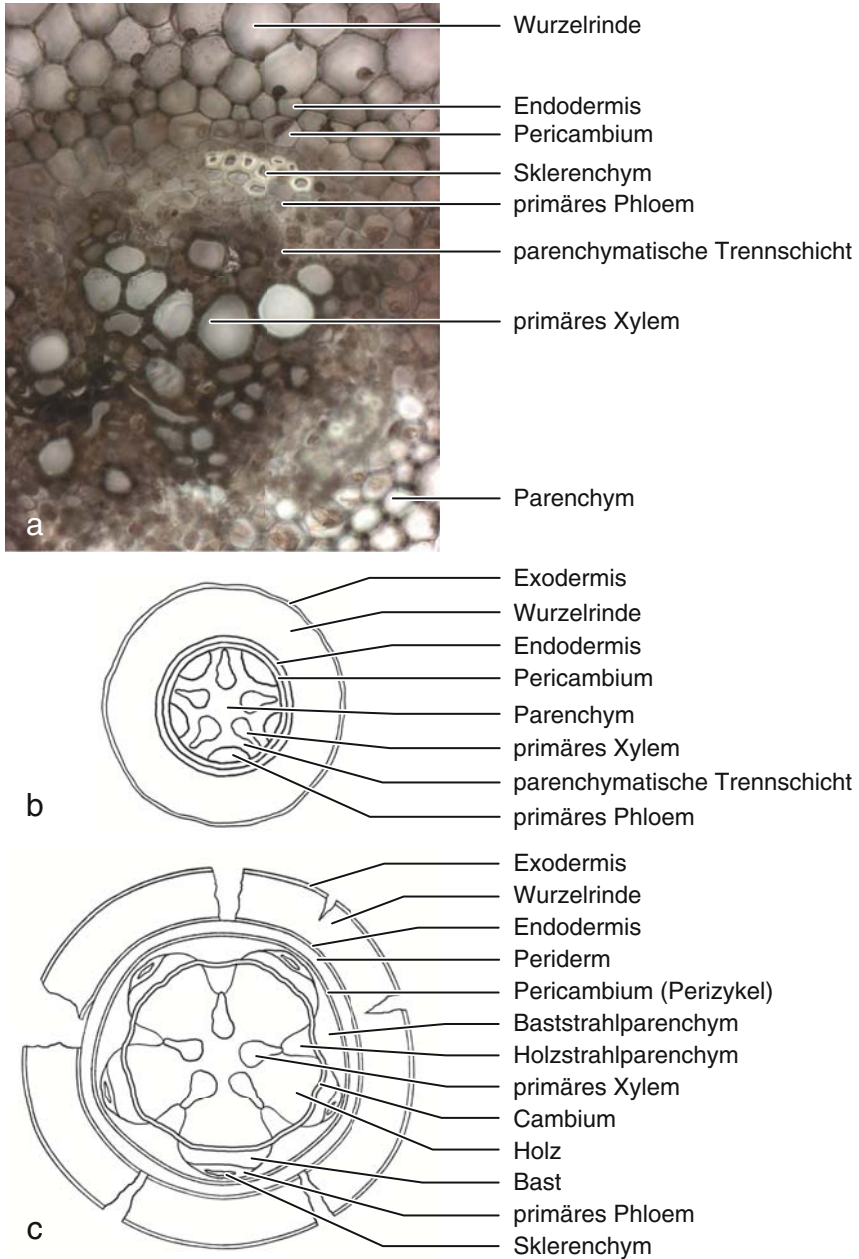 Wurzelrinde
Endodermis
Pericambium
Sklerenchym
primäres Phloem
parenchymatische Trennschicht
primäres Xylem
Parenchym
a
Exodermis
Wurzelrinde
Endodermis
Pericambium
Parenchym
primäres Xylem
parenchymatische Trennschicht
primäres Phloem
b
Exodermis
Wurzelrinde
Endodermis
Periderm
Pericambium (Perizykel)
Baststrahlparenchym
Holzstrahlparenchym
primäres Xylem
Cambium
Holz
Bast
primäres Phloem
Sklerenchym
c